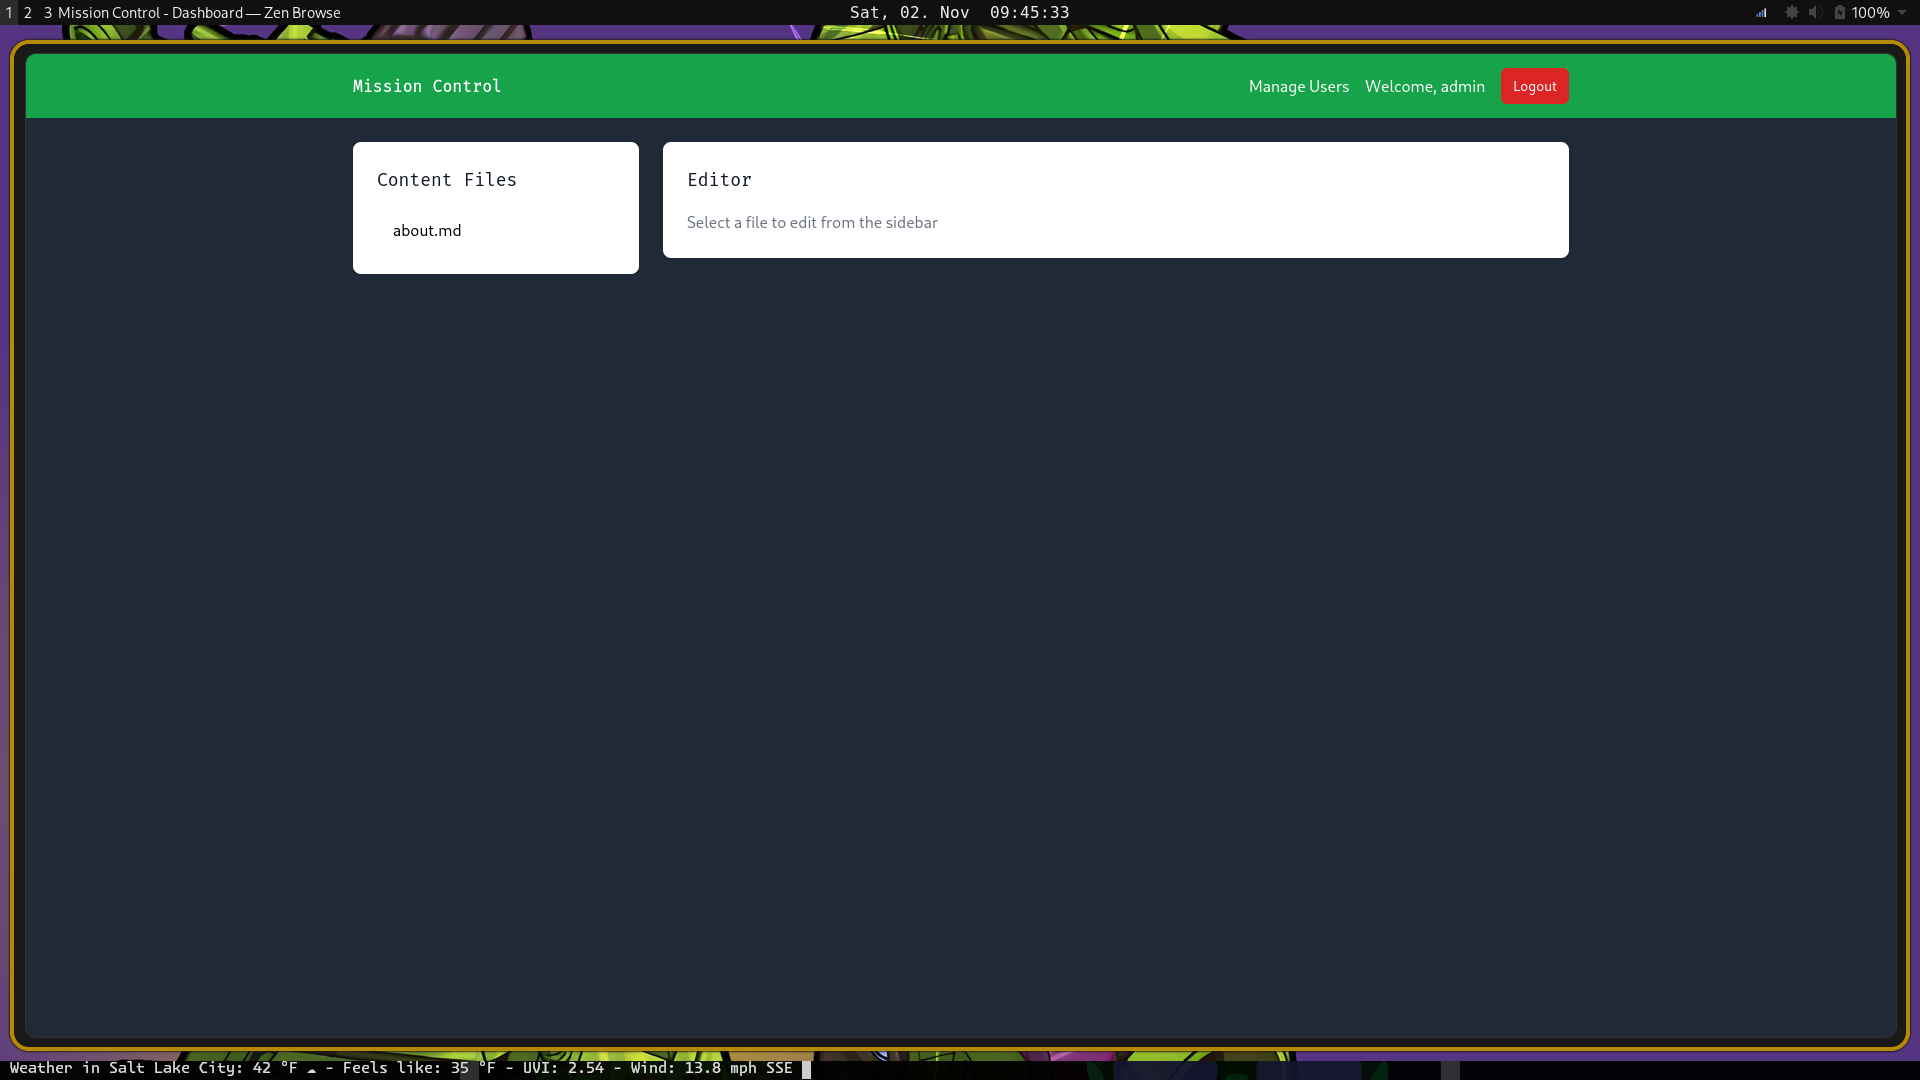 1 2 3 Mission Control - Dashboard — Zen Browse
Sat, 02. Nov 09:45:33
100%
Mission Control
Manage Users Welcome, admin Logout
Content Files
about.md
Editor
Select a file to edit from the sidebar
Weather in Salt Lake City: 42 °F ☁ - Feels like: 35 °F - UVI: 2.54 - Wind: 13.8 mph SSE